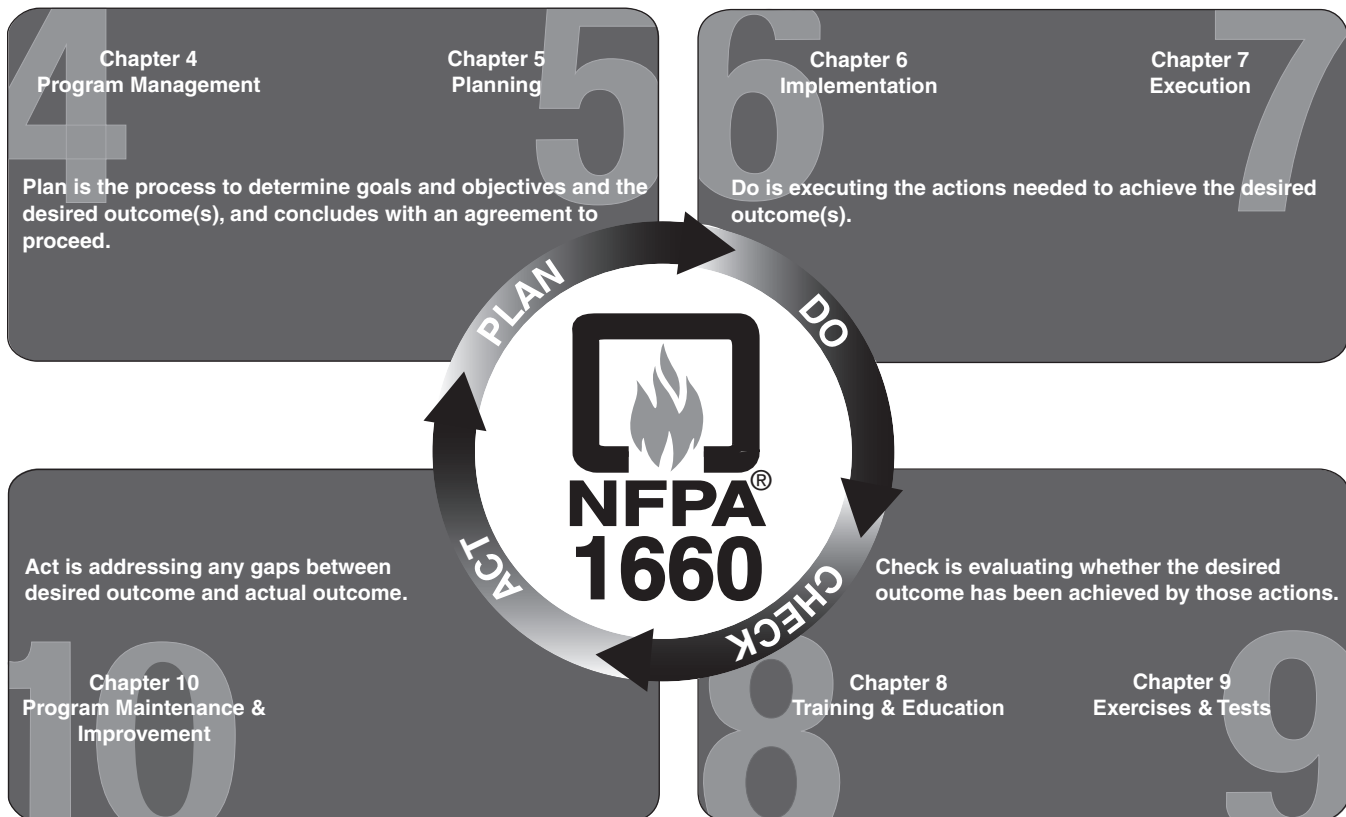 4
Chapter 4
Program Management
5
Chapter 5
Planning
Plan is the process to determine goals and objectives and the
desired outcome(s), and concludes with an agreement to
proceed.
6
Chapter 6
Implementation
7
Chapter 7
Execution
Do is executing the actions needed to achieve the desired
outcome(s).
PLAN
DO
CHECK
ACT
NFPA®
1660
Act is addressing any gaps between
desired outcome and actual outcome.
10
Chapter 10
Program Maintenance &
Improvement
Check is evaluating whether the desired
outcome has been achieved by those actions.
8
Chapter 8
Training & Education
9
Chapter 9
Exercises & Tests